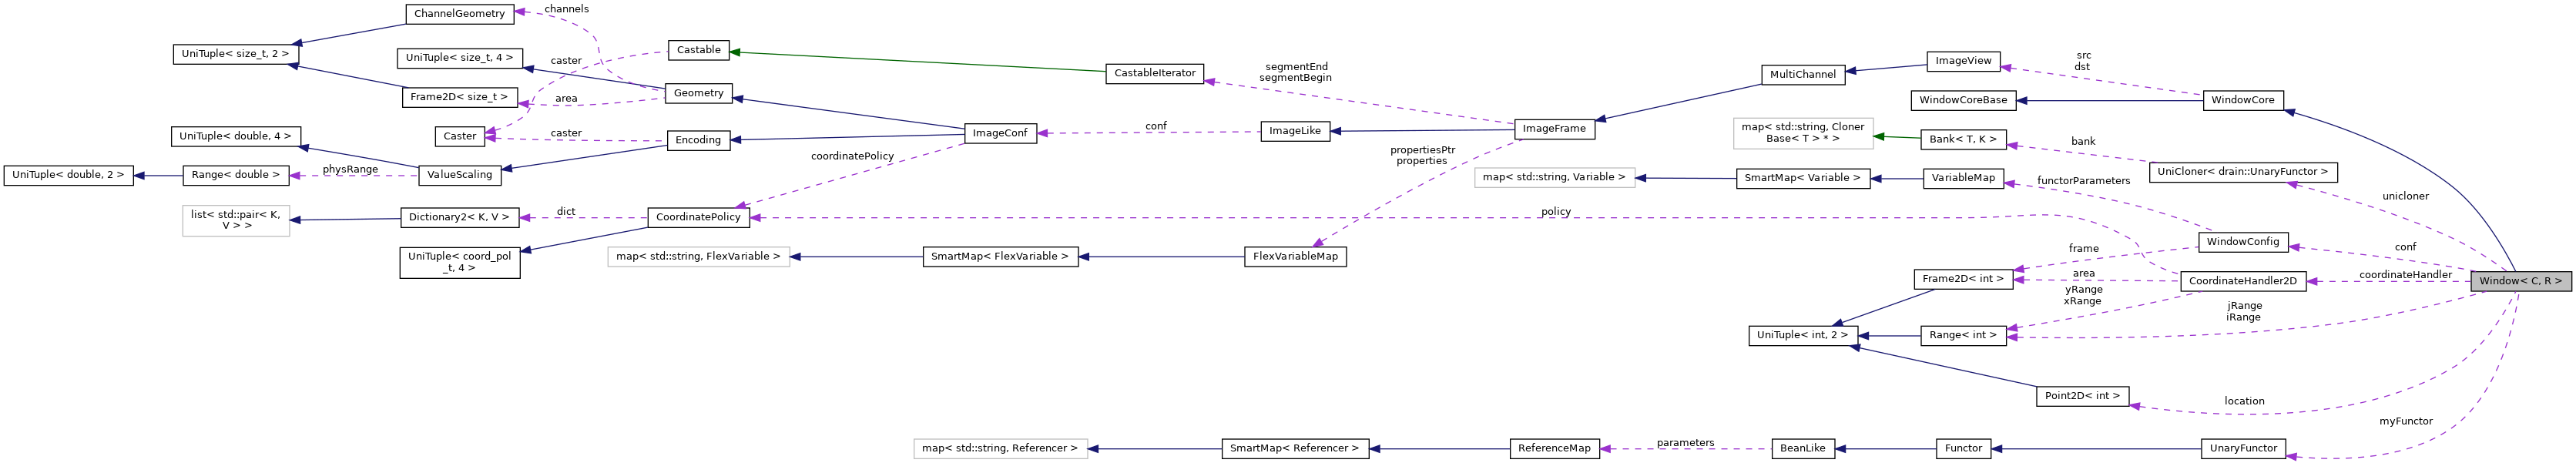 ChannelGeometry
channels
UniTuple< size_t, 2 >
UniTuple< size_t, 4 >
Castable
caster
CastableIterator
segmentEnd
segmentBegin
MultiChannel
ImageView
src
dst
Frame2D< size_t >
area
Geometry
WindowCoreBase
WindowCore
UniTuple< double, 4 >
Caster
caster
Encoding
ImageConf
conf
ImageLike
ImageFrame
map< std::string, Cloner
Base< T > * >
Bank< T, K >
bank
UniTuple< double, 2 >
Range< double >
physRange
ValueScaling
coordinatePolicy
propertiesPtr
properties
map< std::string, Variable >
SmartMap< Variable >
VariableMap
functorParameters
UniCloner< drain::UnaryFunctor >
unicloner
list< std::pair< K,
V > >
Dictionary2< K, V >
dict
CoordinatePolicy
policy
UniTuple< coord_pol
_t, 4 >
map< std::string, FlexVariable >
SmartMap< FlexVariable >
FlexVariableMap
frame
WindowConfig
conf
Frame2D< int >
area
CoordinateHandler2D
coordinateHandler
Window< C, R >
yRange
xRange
jRange
iRange
UniTuple< int, 2 >
Range< int >
Point2D< int >
location
myFunctor
map< std::string, Referencer >
SmartMap< Referencer >
ReferenceMap
parameters
BeanLike
Functor
UnaryFunctor